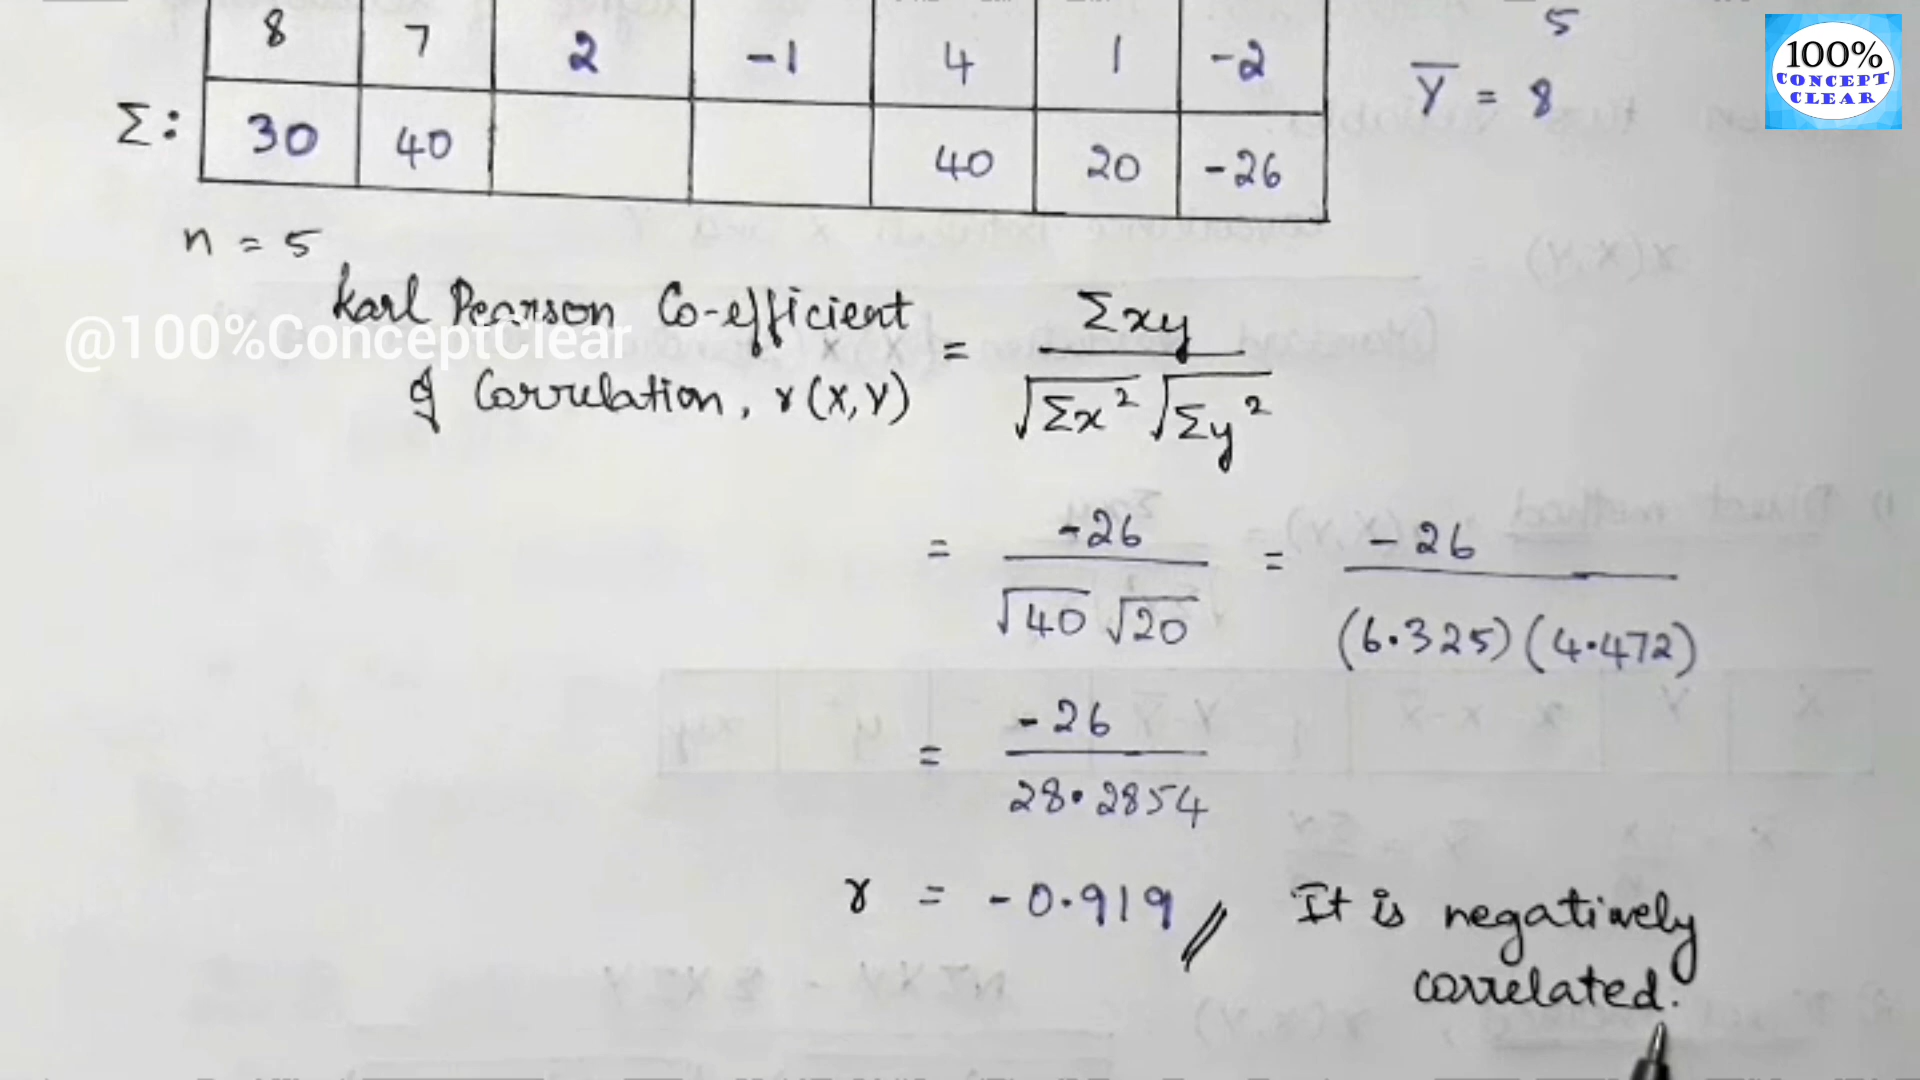 5
8 7 2 -1 4 1 -2
Y̅ = 8
100%
CONCEPT
CLEAR
Σ: 30 40 40 20 -26
n = 5
Karl Pearson Co-efficient
of Correlation, r(X,Y) = Σxy / √Σx² √Σy²
@100%ConceptClear
= -26 / √40 √20 = -26 / (6.325)(4.472)
= -26 / 28.2854
r = -0.919 // It is negatively
correlated.